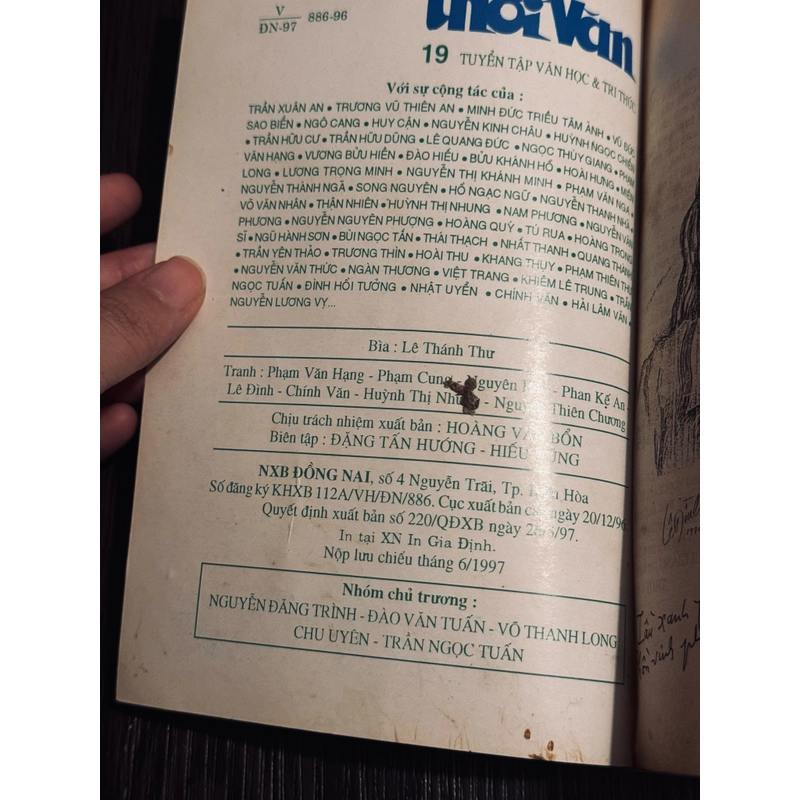 V
ĐN-97 886-96
Thời Văn
19 TUYỂN TẬP VĂN HỌC & TRI THỨC
Với sự cộng tác của :
TRẦN XUÂN AN • TRƯƠNG VŨ THIÊN AN • MINH ĐỨC TRIỀU TÂM ẢNH • VŨ ĐỨC
SAO BIỂN • NGÔ CANG • HUY CẬN • NGUYỄN KINH CHÂU • HUỲNH NGỌC CHIẾN
• TRẦN HỮU CƯ • TRẦN HỮU DŨNG • LÊ QUANG ĐỨC • NGỌC THÙY GIANG • PHẠM
VĂN HẠNG • VƯƠNG BỬU HIỀN • ĐÀO HIẾU • BỬU KHÁNH HỒ • HOÀI HƯNG • MIÊN
LONG • LƯƠNG TRỌNG MINH • NGUYỄN THỊ KHÁNH MINH • PHẠM VĂN NGA •
NGUYỄN THÀNH NGÃ • SONG NGUYÊN • HỒ NGẠC NGỮ • NGUYỄN THANH NHÃ •
VÕ VĂN NHÂN • THẬN NHIÊN • HUỲNH THỊ NHUNG • NAM PHƯƠNG • NGUYỄN VĂN
PHƯƠNG • NGUYỄN NGUYÊN PHƯỢNG • HOÀNG QUÝ • TÚ RUA • HOÀNG TRỌNG
SĨ • NGŨ HÀNH SƠN • BÙI NGỌC TẤN • THÁI THẠCH • NHẤT THANH • QUANG THANH
• TRẦN YÊN THẢO • TRƯƠNG THÌN • HOÀI THU • KHANG THỤY • PHẠM THIÊN THƯ
• NGUYỄN VĂN THỨC • NGÀN THƯƠNG • VIỆT TRANG • KHIÊM LÊ TRUNG • TRẦN
NGỌC TUẤN • ĐÌNH HỒI TƯỞNG • NHẬT UYỂN • CHÍNH VĂN • HẢI LÂM VÂN •
NGUYỄN LƯƠNG VỴ...
Bìa : Lê Thánh Thư
Tranh : Phạm Văn Hạng - Phạm Cung - Nguyên - Phan Kế An -
Lê Đình - Chính Văn - Huỳnh Thị Nhung - Nguyễn Thiên Chương
Chịu trách nhiệm xuất bản : HOÀNG VĂN BỔN
Biên tập : ĐẶNG TẤN HƯỚNG - HIẾU DŨNG
NXB ĐỒNG NAI, số 4 Nguyễn Trãi, Tp. Biên Hòa
Số đăng ký KHXB 112A/VH/ĐN/886. Cục xuất bản cấp ngày 20/12/96
Quyết định xuất bản số 220/QĐXB ngày /97.
In tại XN In Gia Định.
Nộp lưu chiếu tháng 6/1997
Nhóm chủ trương :
NGUYỄN ĐĂNG TRÌNH - ĐÀO VĂN TUẤN - VÕ THANH LONG
CHU UYÊN - TRẦN NGỌC TUẤN
xanh